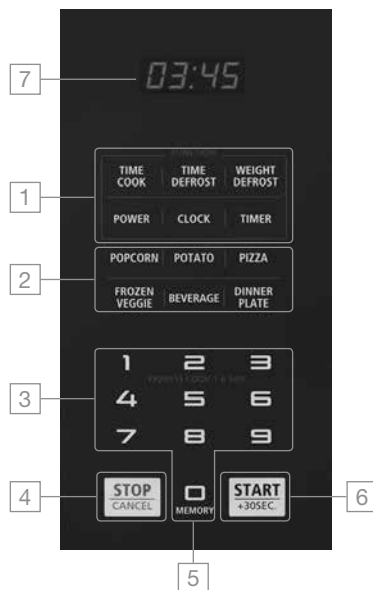 7
03:45
FUNCTION
1
TIME COOK
TIME DEFROST
WEIGHT DEFROST
POWER
CLOCK
TIMER
2
POPCORN
POTATO
PIZZA
FROZEN VEGGIE
BEVERAGE
DINNER PLATE
3
1 2 3
4 5 6
7 8 9
4
STOP
CANCEL
0
MEMORY
START
+30SEC.
6
5